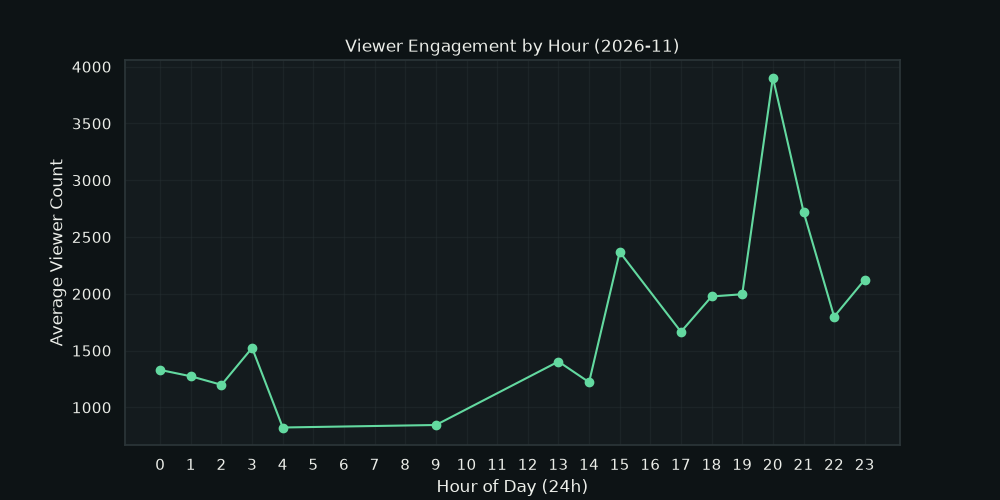 Viewer Engagement by Hour (2026-11)
4000
3500
3000
2500
2000
1500
1000
Average Viewer Count
0 1 2 3 4 5 6 7 8 9 10 11 12 13 14 15 16 17 18 19 20 21 22 23
Hour of Day (24h)